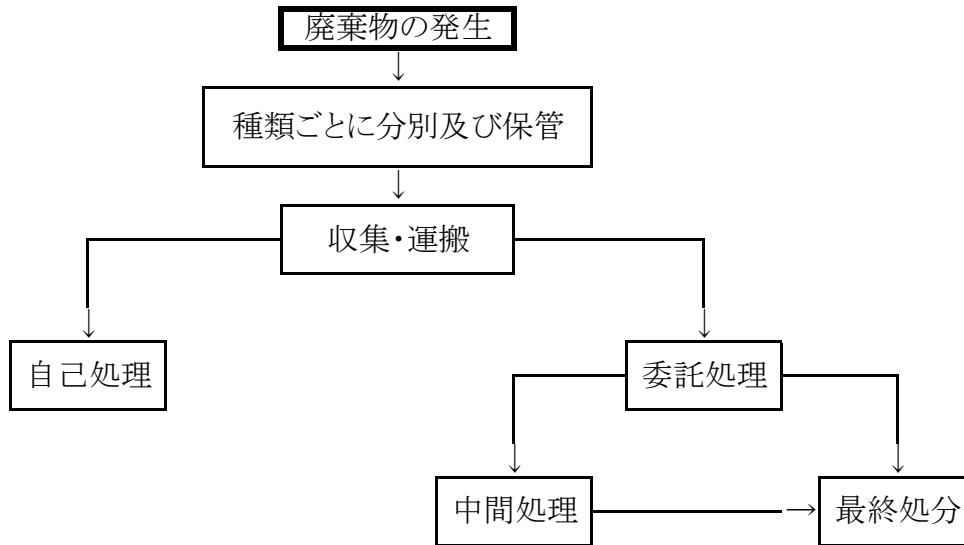 廃棄物の発生
↓
種類ごとに分別及び保管
↓
収集・運搬
↓ ↓
自己処理 委託処理
↓ ↓
中間処理 → 最終処分